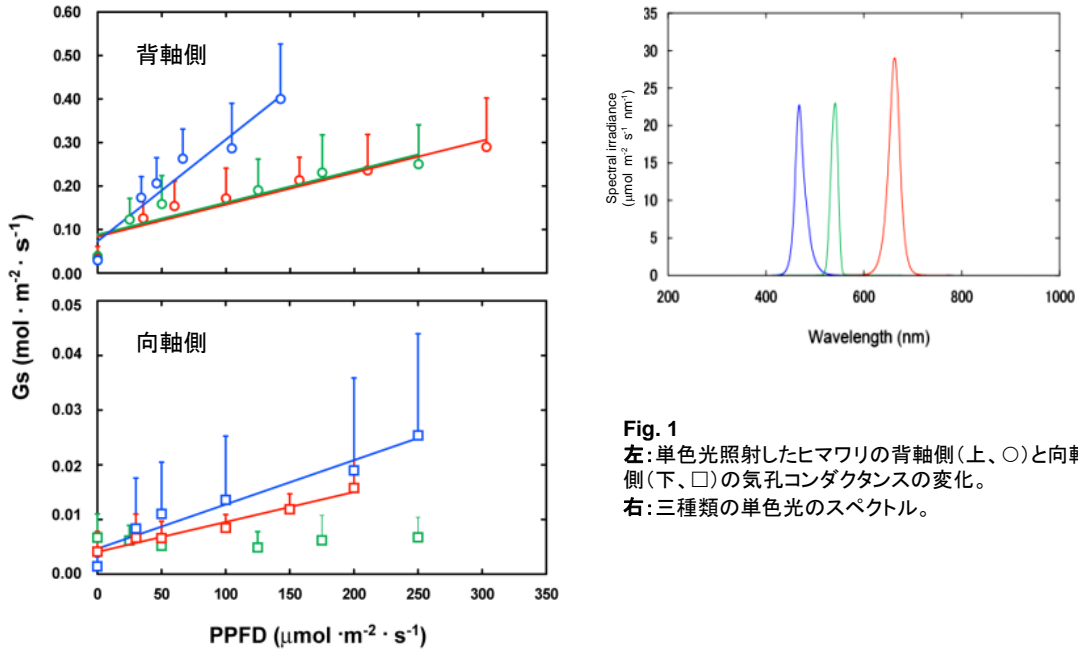 背軸側
0.60
0.50
0.40
0.30
0.20
0.10
0.00
向軸側
0.05
0.04
0.03
0.02
0.01
0.00
0 50 100 150 200 250 300 350
Gs (mol · m-2 · s-1)
PPFD (μmol ·m-2 · s-1)
35
30
25
20
15
10
5
0
200 400 600 800 1000
Spectral irradiance
(μmol m-2 s-1 nm-1)
Wavelength (nm)
Fig. 1
左:単色光照射したヒマワリの背軸側(上、○)と向軸
側(下、□)の気孔コンダクタンスの変化。
右:三種類の単色光のスペクトル。